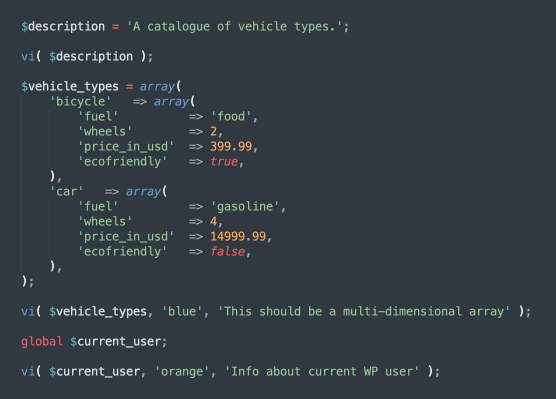 $description = 'A catalogue of vehicle types.';
vi( $description );
$vehicle_types = array(
    'bicycle'   => array(
        'fuel'          => 'food',
        'wheels'        => 2,
        'price_in_usd'  => 399.99,
        'ecofriendly'   => true,
    ),
    'car'   => array(
        'fuel'          => 'gasoline',
        'wheels'        => 4,
        'price_in_usd'  => 14999.99,
        'ecofriendly'   => false,
    ),
);
vi( $vehicle_types, 'blue', 'This should be a multi-dimensional array' );
global $current_user;
vi( $current_user, 'orange', 'Info about current WP user' );